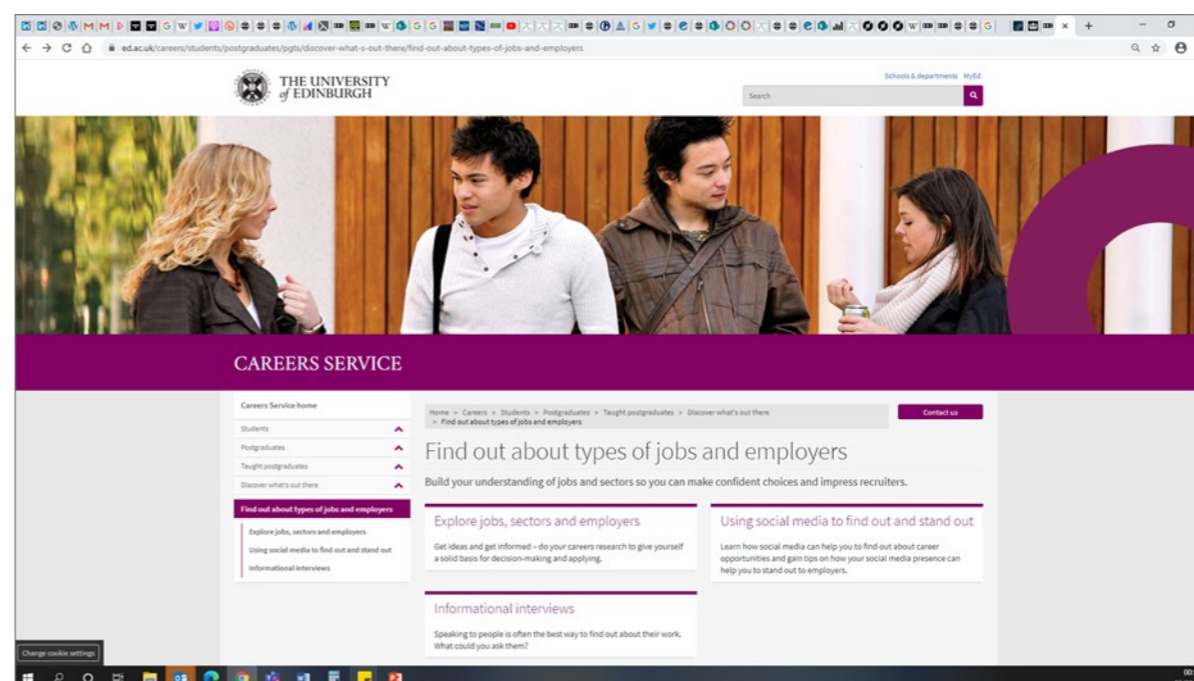 ed.ac.uk/careers/students/postgraduates/pgts/discover-what-s-out-there/find-out-about-types-of-jobs-and-employers
Schools & departments MyEd
THE UNIVERSITY
of EDINBURGH
Search
CAREERS SERVICE
Careers Service home
Students
Postgraduates
Taught postgraduates
Discover what's out there
Find out about types of jobs and employers
Explore jobs, sectors and employers
Using social media to find out and stand out
Informational interviews
Home > Careers > Students > Postgraduates > Taught postgraduates > Discover what's out there
> Find out about types of jobs and employers
Contact us
Find out about types of jobs and employers
Build your understanding of jobs and sectors so you can make confident choices and impress recruiters.
Explore jobs, sectors and employers
Get ideas and get informed – do your careers research to give yourself
a solid basis for decision-making and applying.
Using social media to find out and stand out
Learn how social media can help you to find out about career
opportunities and gain tips on how your social media presence can
help you to stand out to employers.
Informational interviews
Speaking to people is often the best way to find out about their work.
What could you ask them?
Change cookie settings